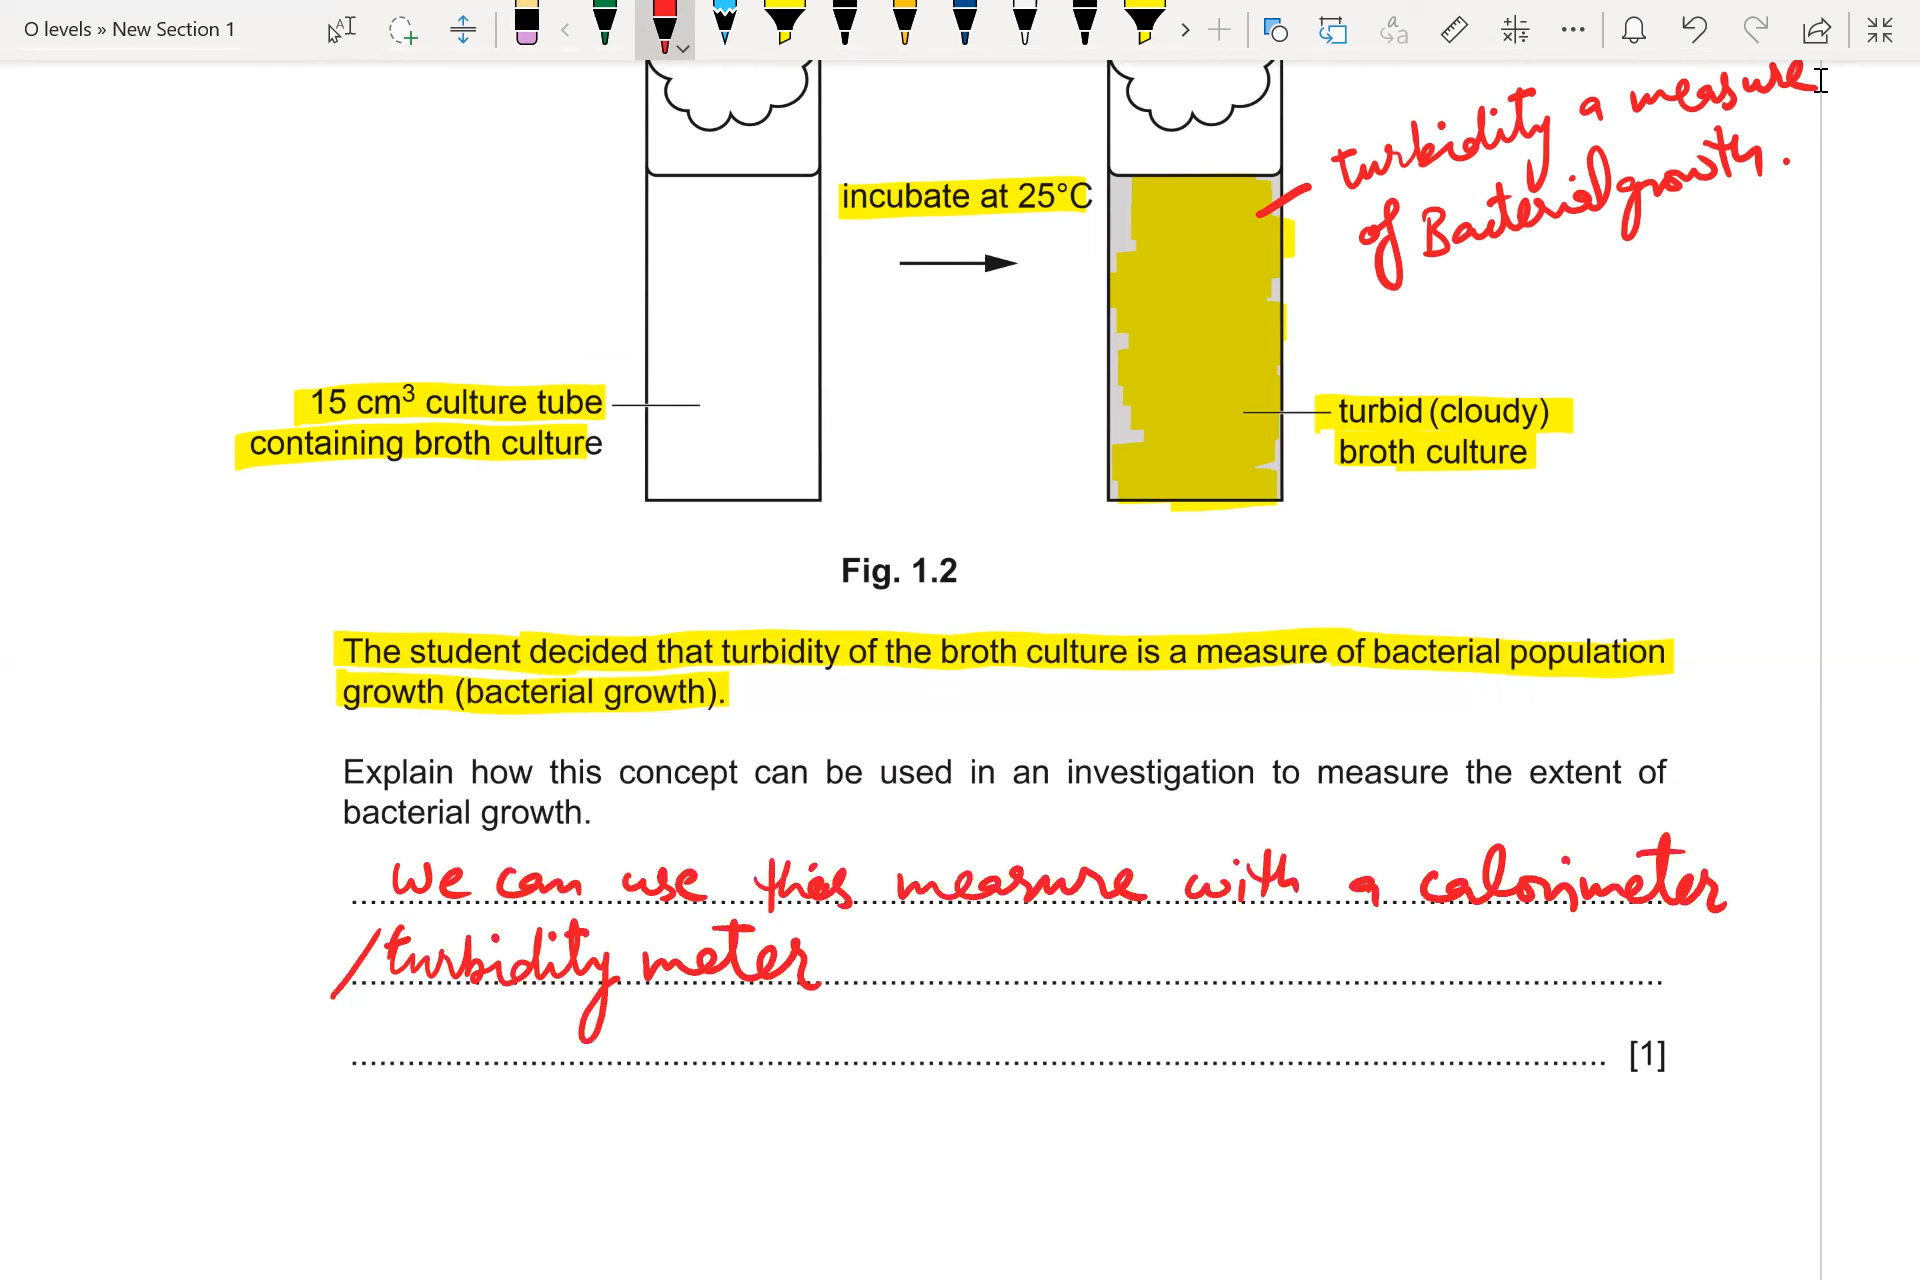 O levels » New Section 1
turbidity a measure
of Bacterial growth.
incubate at 25°C
15 cm³ culture tube
containing broth culture
turbid (cloudy)
broth culture
Fig. 1.2
The student decided that turbidity of the broth culture is a measure of bacterial population
growth (bacterial growth).
Explain how this concept can be used in an investigation to measure the extent of
bacterial growth.
we can use this measure with a calorimeter
/turbidity meter
[1]